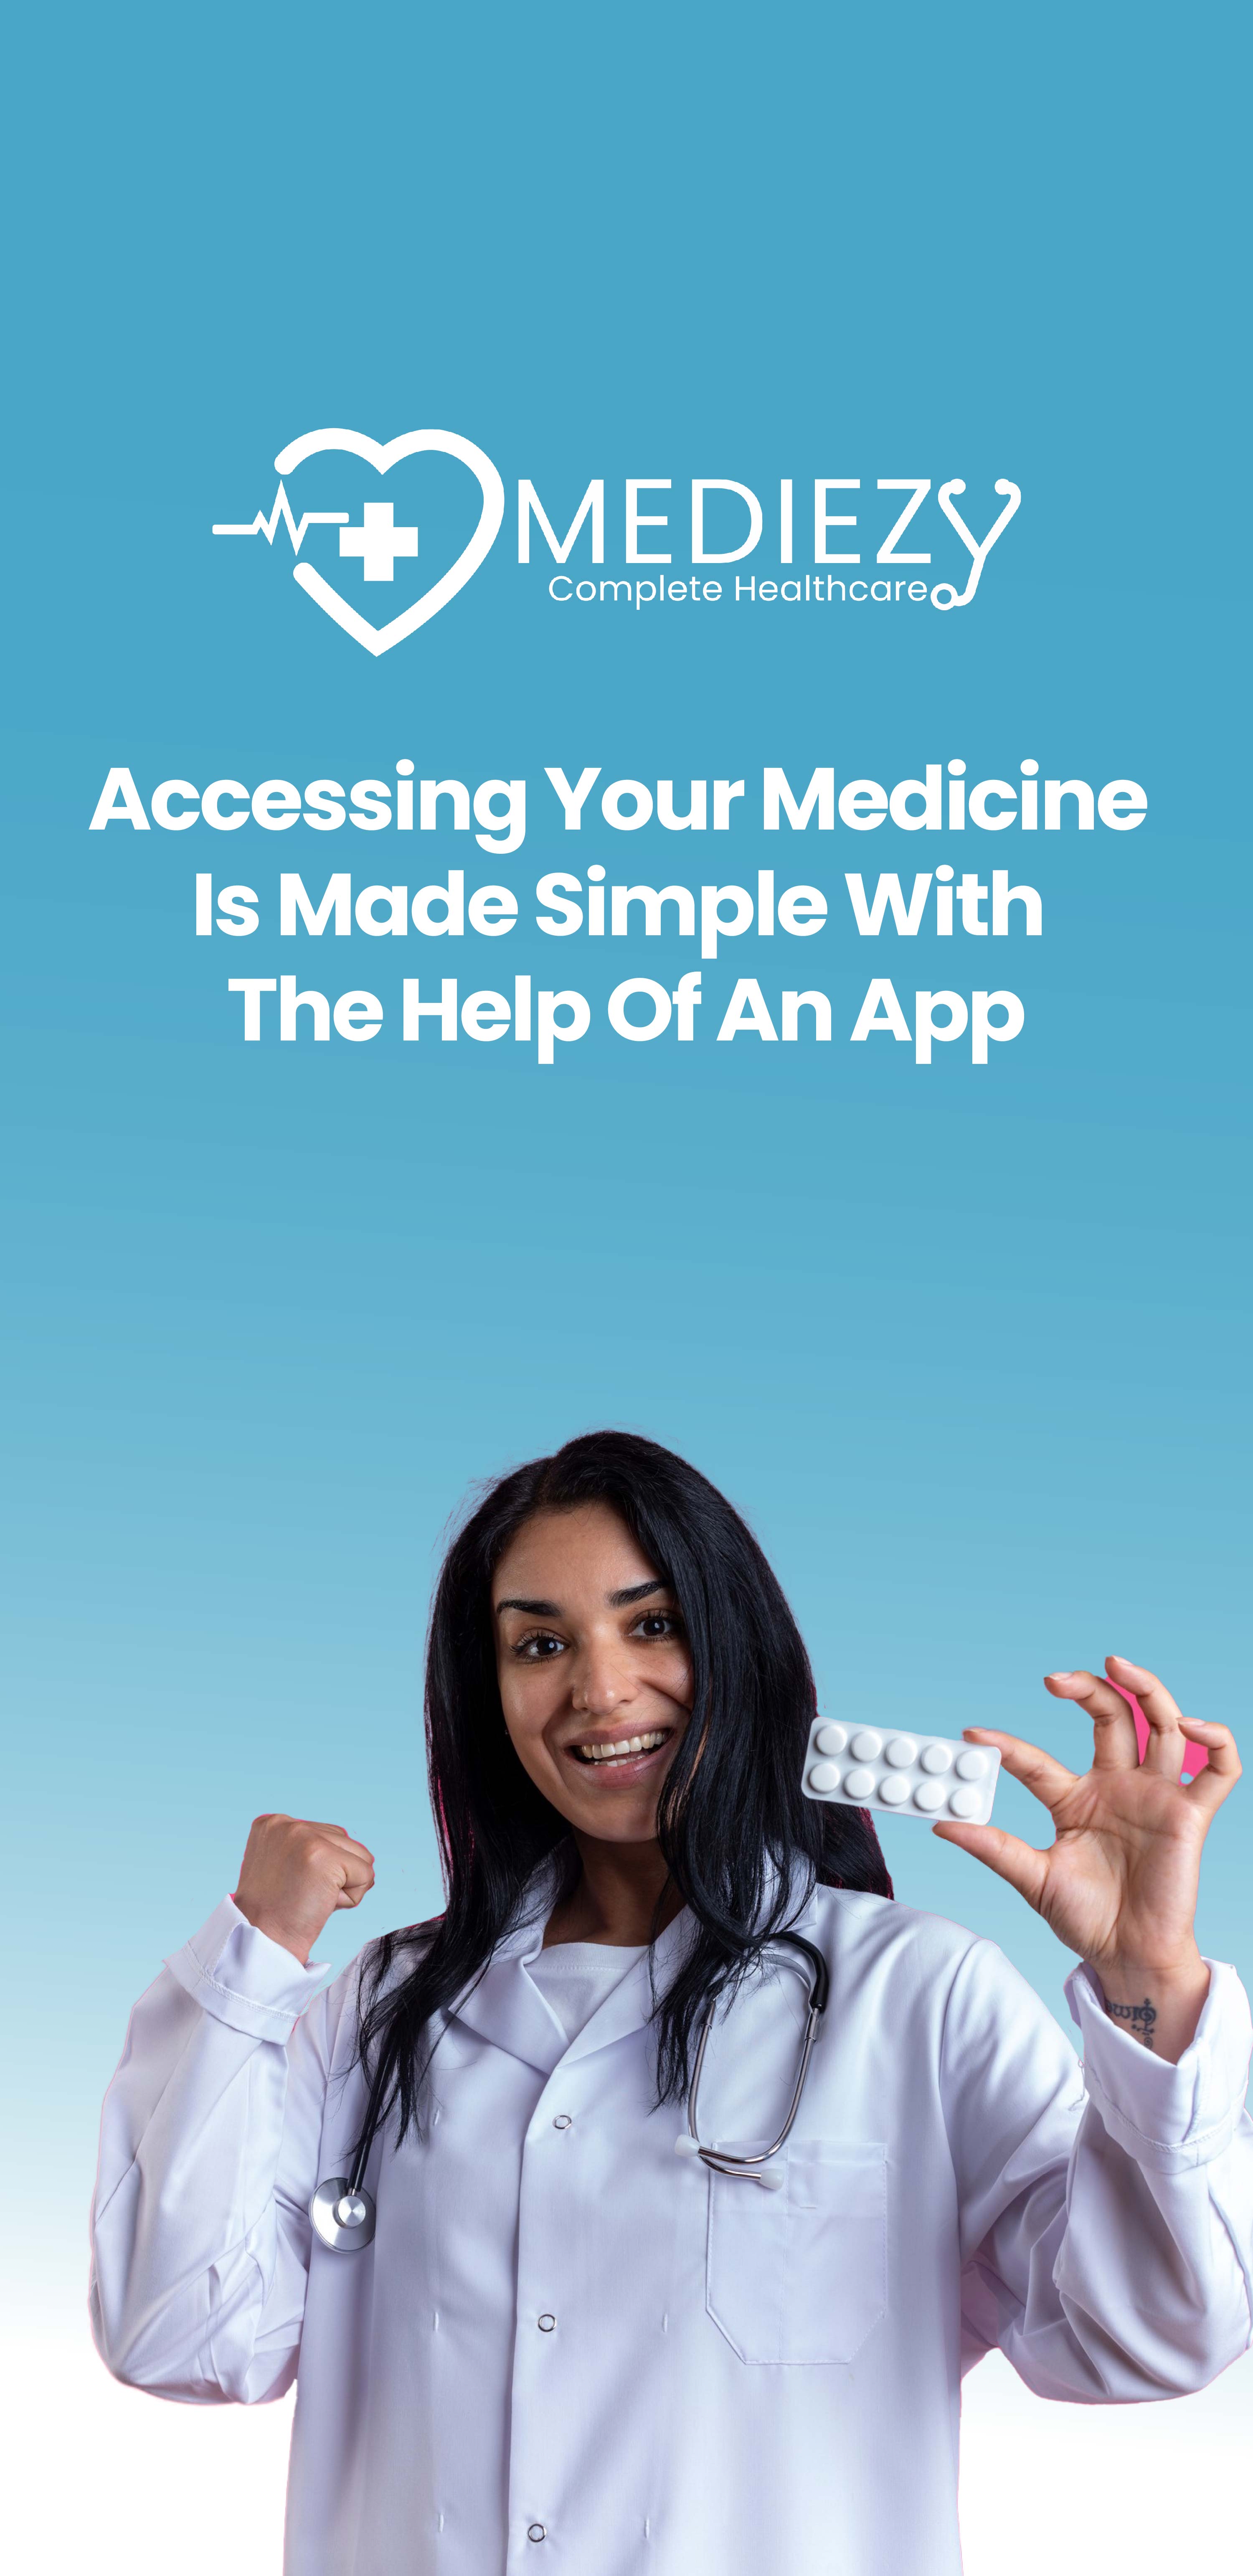 MEDIEZy
Complete Healthcare
Accessing Your Medicine
Is Made Simple With
The Help Of An App